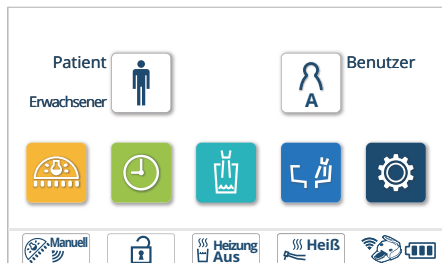 Patient
Benutzer
Erwachsener
A
Manuell
Heizung
Aus
Heiß